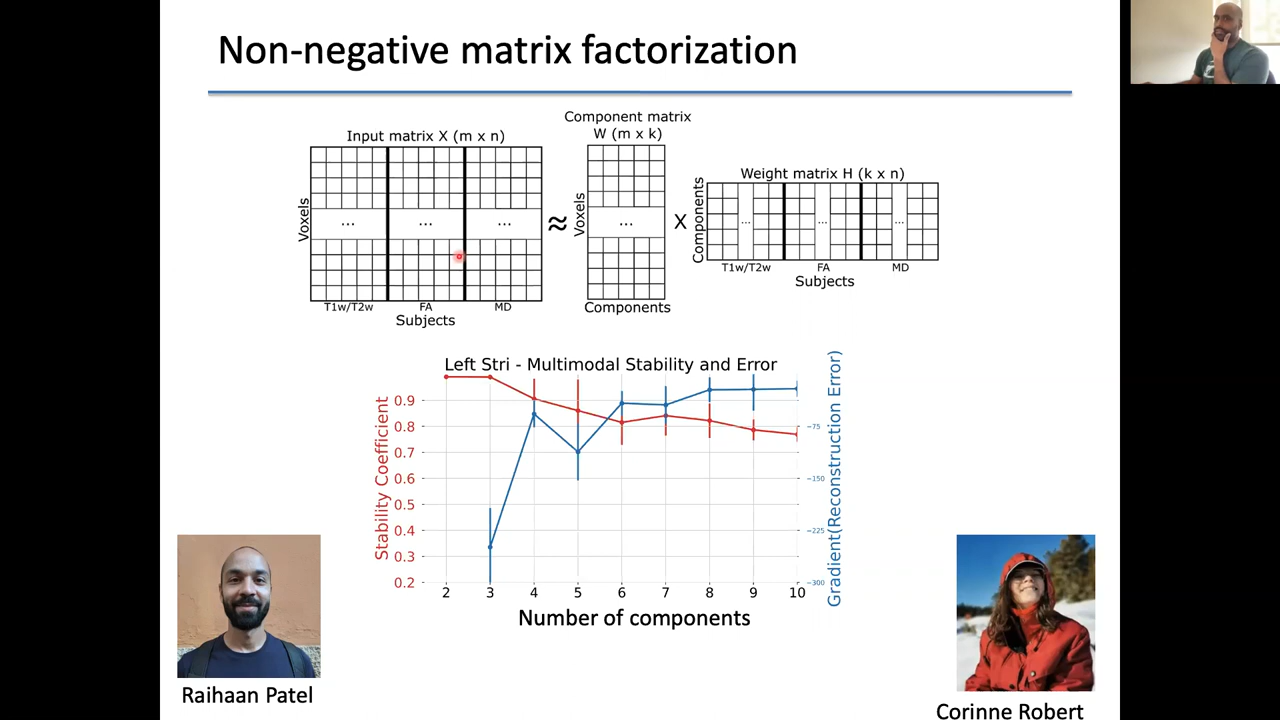 Non-negative matrix factorization
Input matrix X (m x n)
Voxels
...
...
...
T1w/T2w
FA
MD
Subjects
≈
Component matrix
W (m x k)
Voxels
...
Components
X
Weight matrix H (k x n)
Components
...
...
...
T1w/T2w
FA
MD
Subjects
Left Stri - Multimodal Stability and Error
Stability Coefficient
0.9
0.8
0.7
0.6
0.5
0.4
0.3
0.2
2 3 4 5 6 7 8 9 10
Number of components
−75
−150
−225
−300
Gradient(Reconstruction Error)
Raihaan Patel
Corinne Robert